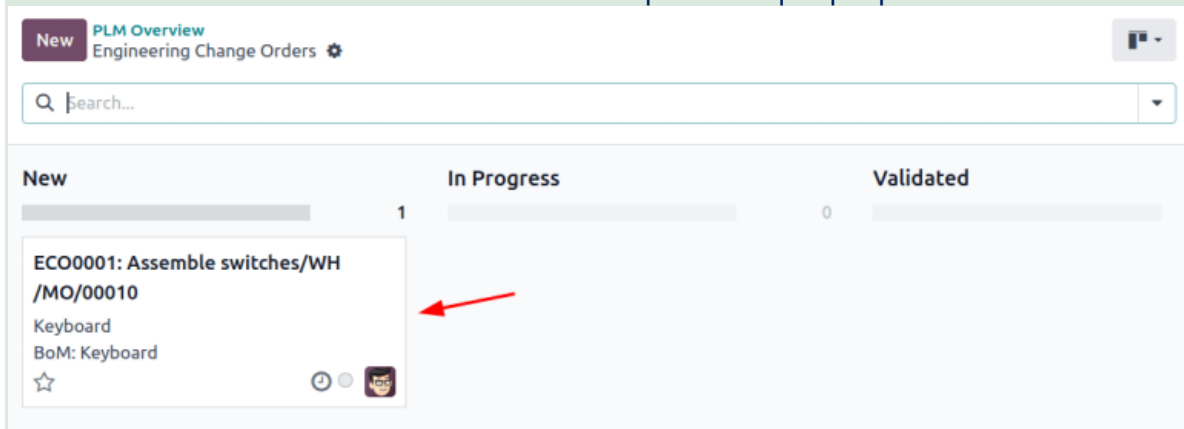 New
PLM Overview
Engineering Change Orders
Search...
New
1
In Progress
0
Validated
ECO0001: Assemble switches/WH
/MO/00010
Keyboard
BoM: Keyboard